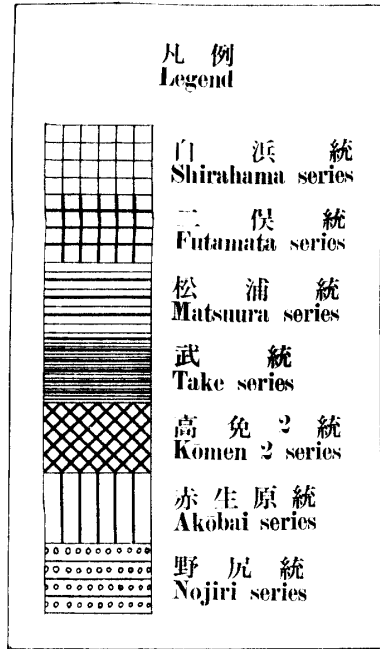 凡例
Legend
白浜統
Shirahama series
二俣統
Futamata series
松浦統
Matsuura series
武統
Take series
高免2統
Kōmen 2 series
赤生原統
Akōbai series
野尻統
Nojiri series